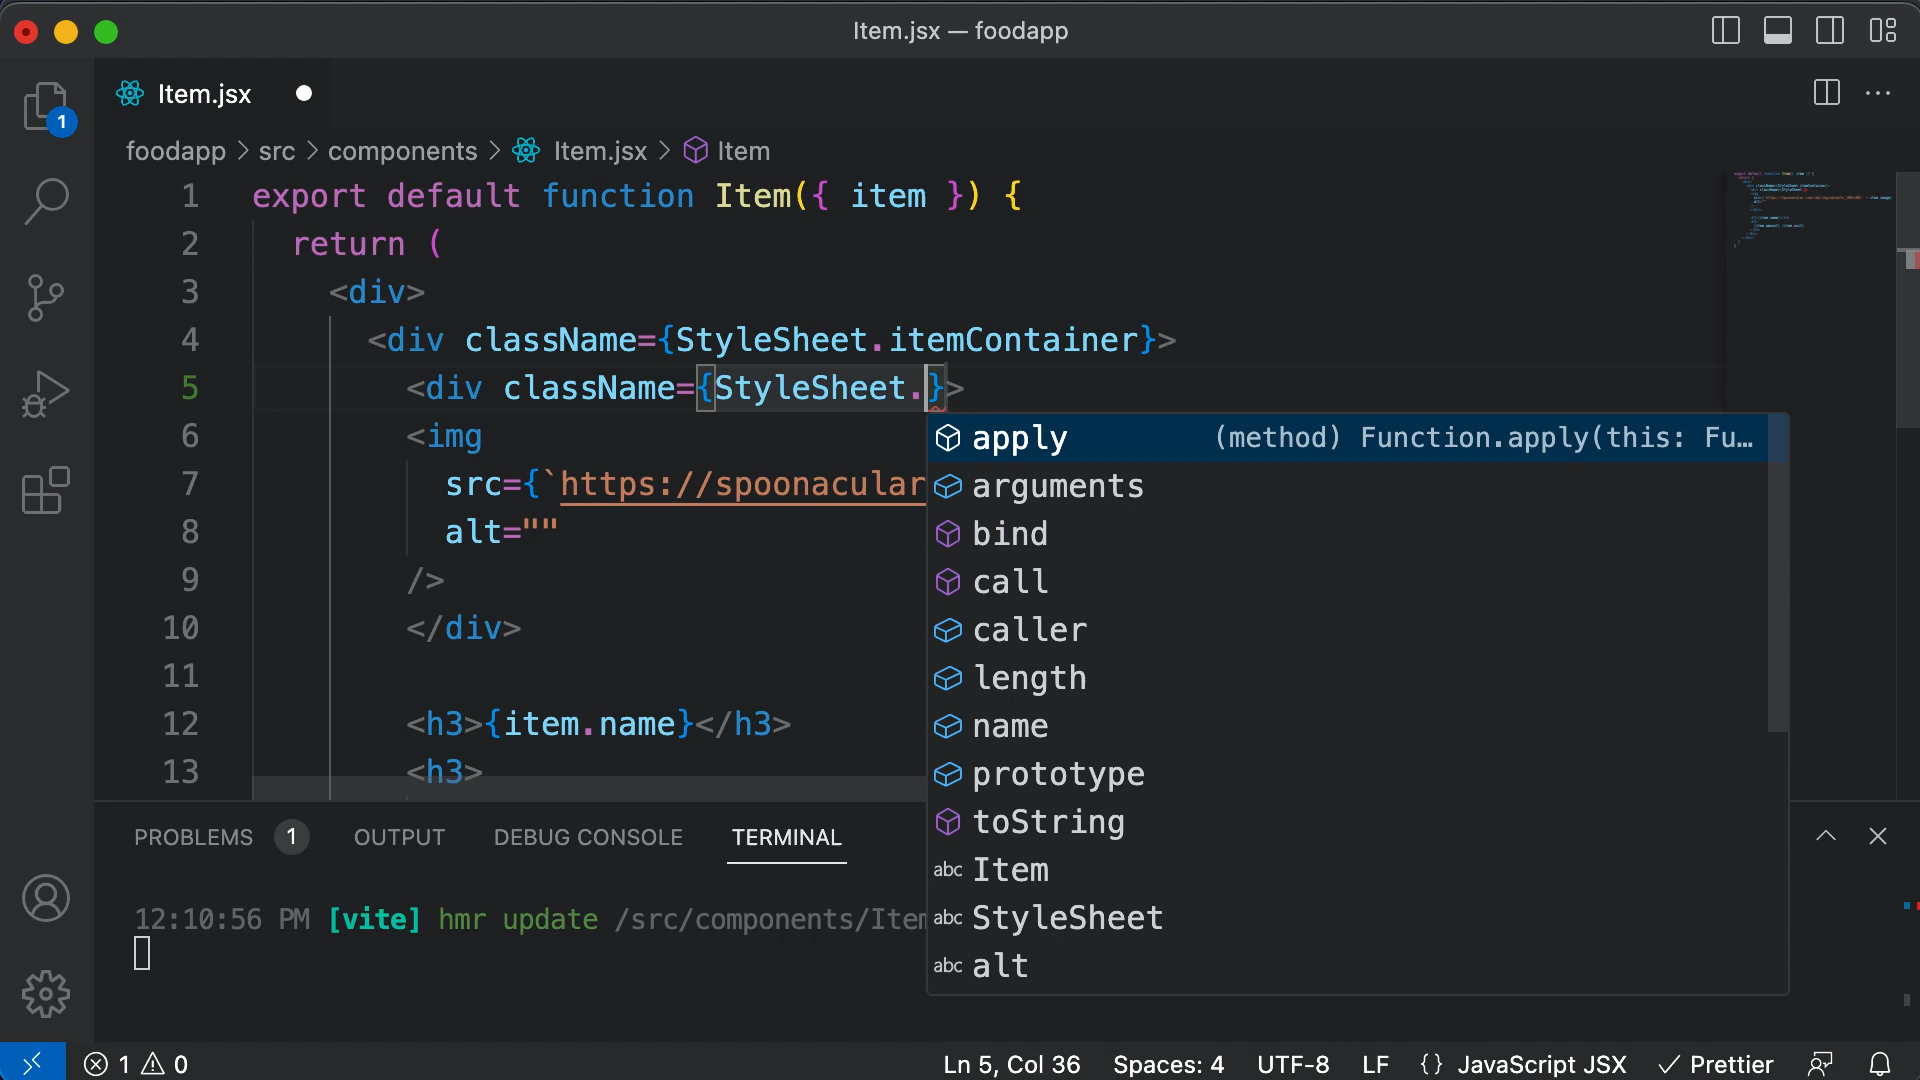 Item.jsx — foodapp
Item.jsx
1
foodapp > src > components > Item.jsx > Item
1 export default function Item({ item }) {
2 return (
3 <div>
4 <div className={StyleSheet.itemContainer}>
5 <div className={StyleSheet.}>
6 <img
7 src={`https://spoonacular
8 alt=""
9 />
10 </div>
11
12 <h3>{item.name}</h3>
13 <h3>
apply (method) Function.apply(this: Fu…
arguments
bind
call
caller
length
name
prototype
toString
abc Item
abc StyleSheet
abc alt
PROBLEMS 1 OUTPUT DEBUG CONSOLE TERMINAL
12:10:56 PM [vite] hmr update /src/components/Item
1 0 Ln 5, Col 36 Spaces: 4 UTF-8 LF {} JavaScript JSX Prettier